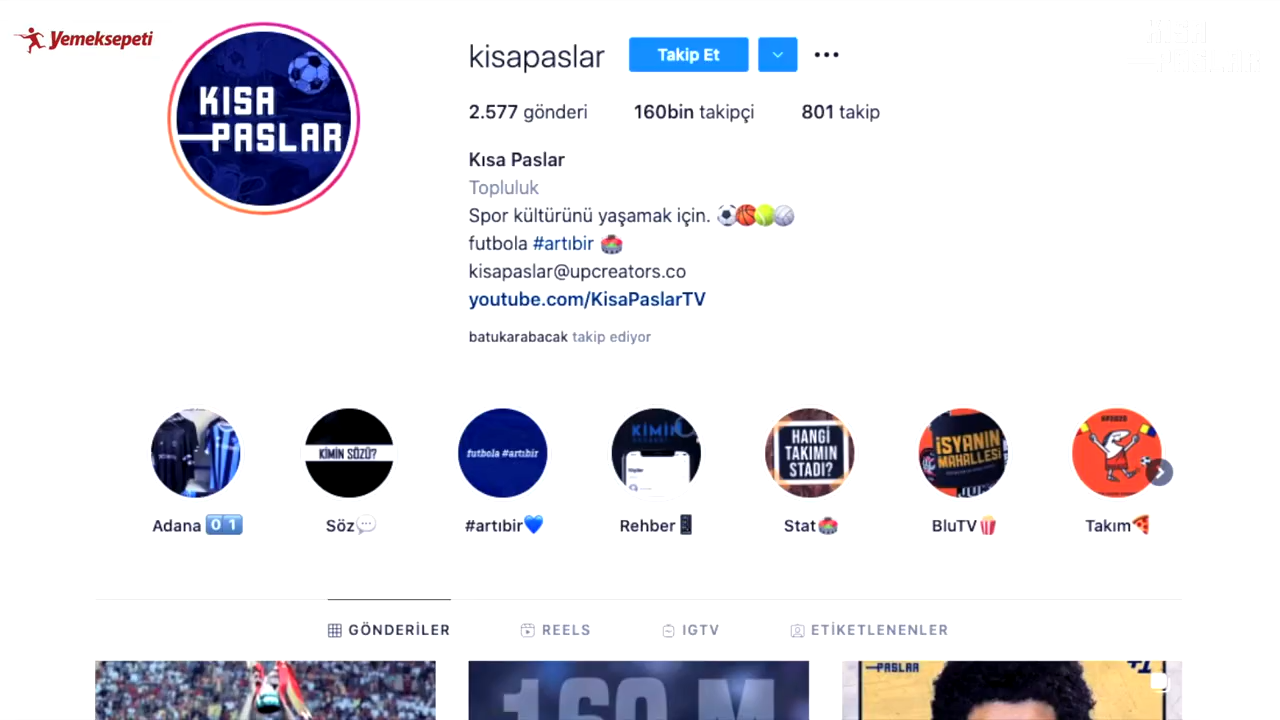 Yemeksepeti
KISA
PASLAR
kisapaslar
Takip Et
2.577 gönderi 160bin takipçi 801 takip
Kısa Paslar
Topluluk
Spor kültürünü yaşamak için.
futbola #artıbir
kisapaslar@upcreators.co
youtube.com/KisaPaslarTV
batukarabacak takip ediyor
KİMİN SÖZÜ?
futbola #artıbir
KİMİN
HANGİ
TAKIMIN
STADI?
İSYANIN
MAHALLESİ
Adana 01
Söz
#artıbir
Rehber
Stat
BluTV
Takım
GÖNDERİLER
REELS
IGTV
ETİKETLENENLER
160 M
PASLAR
+1